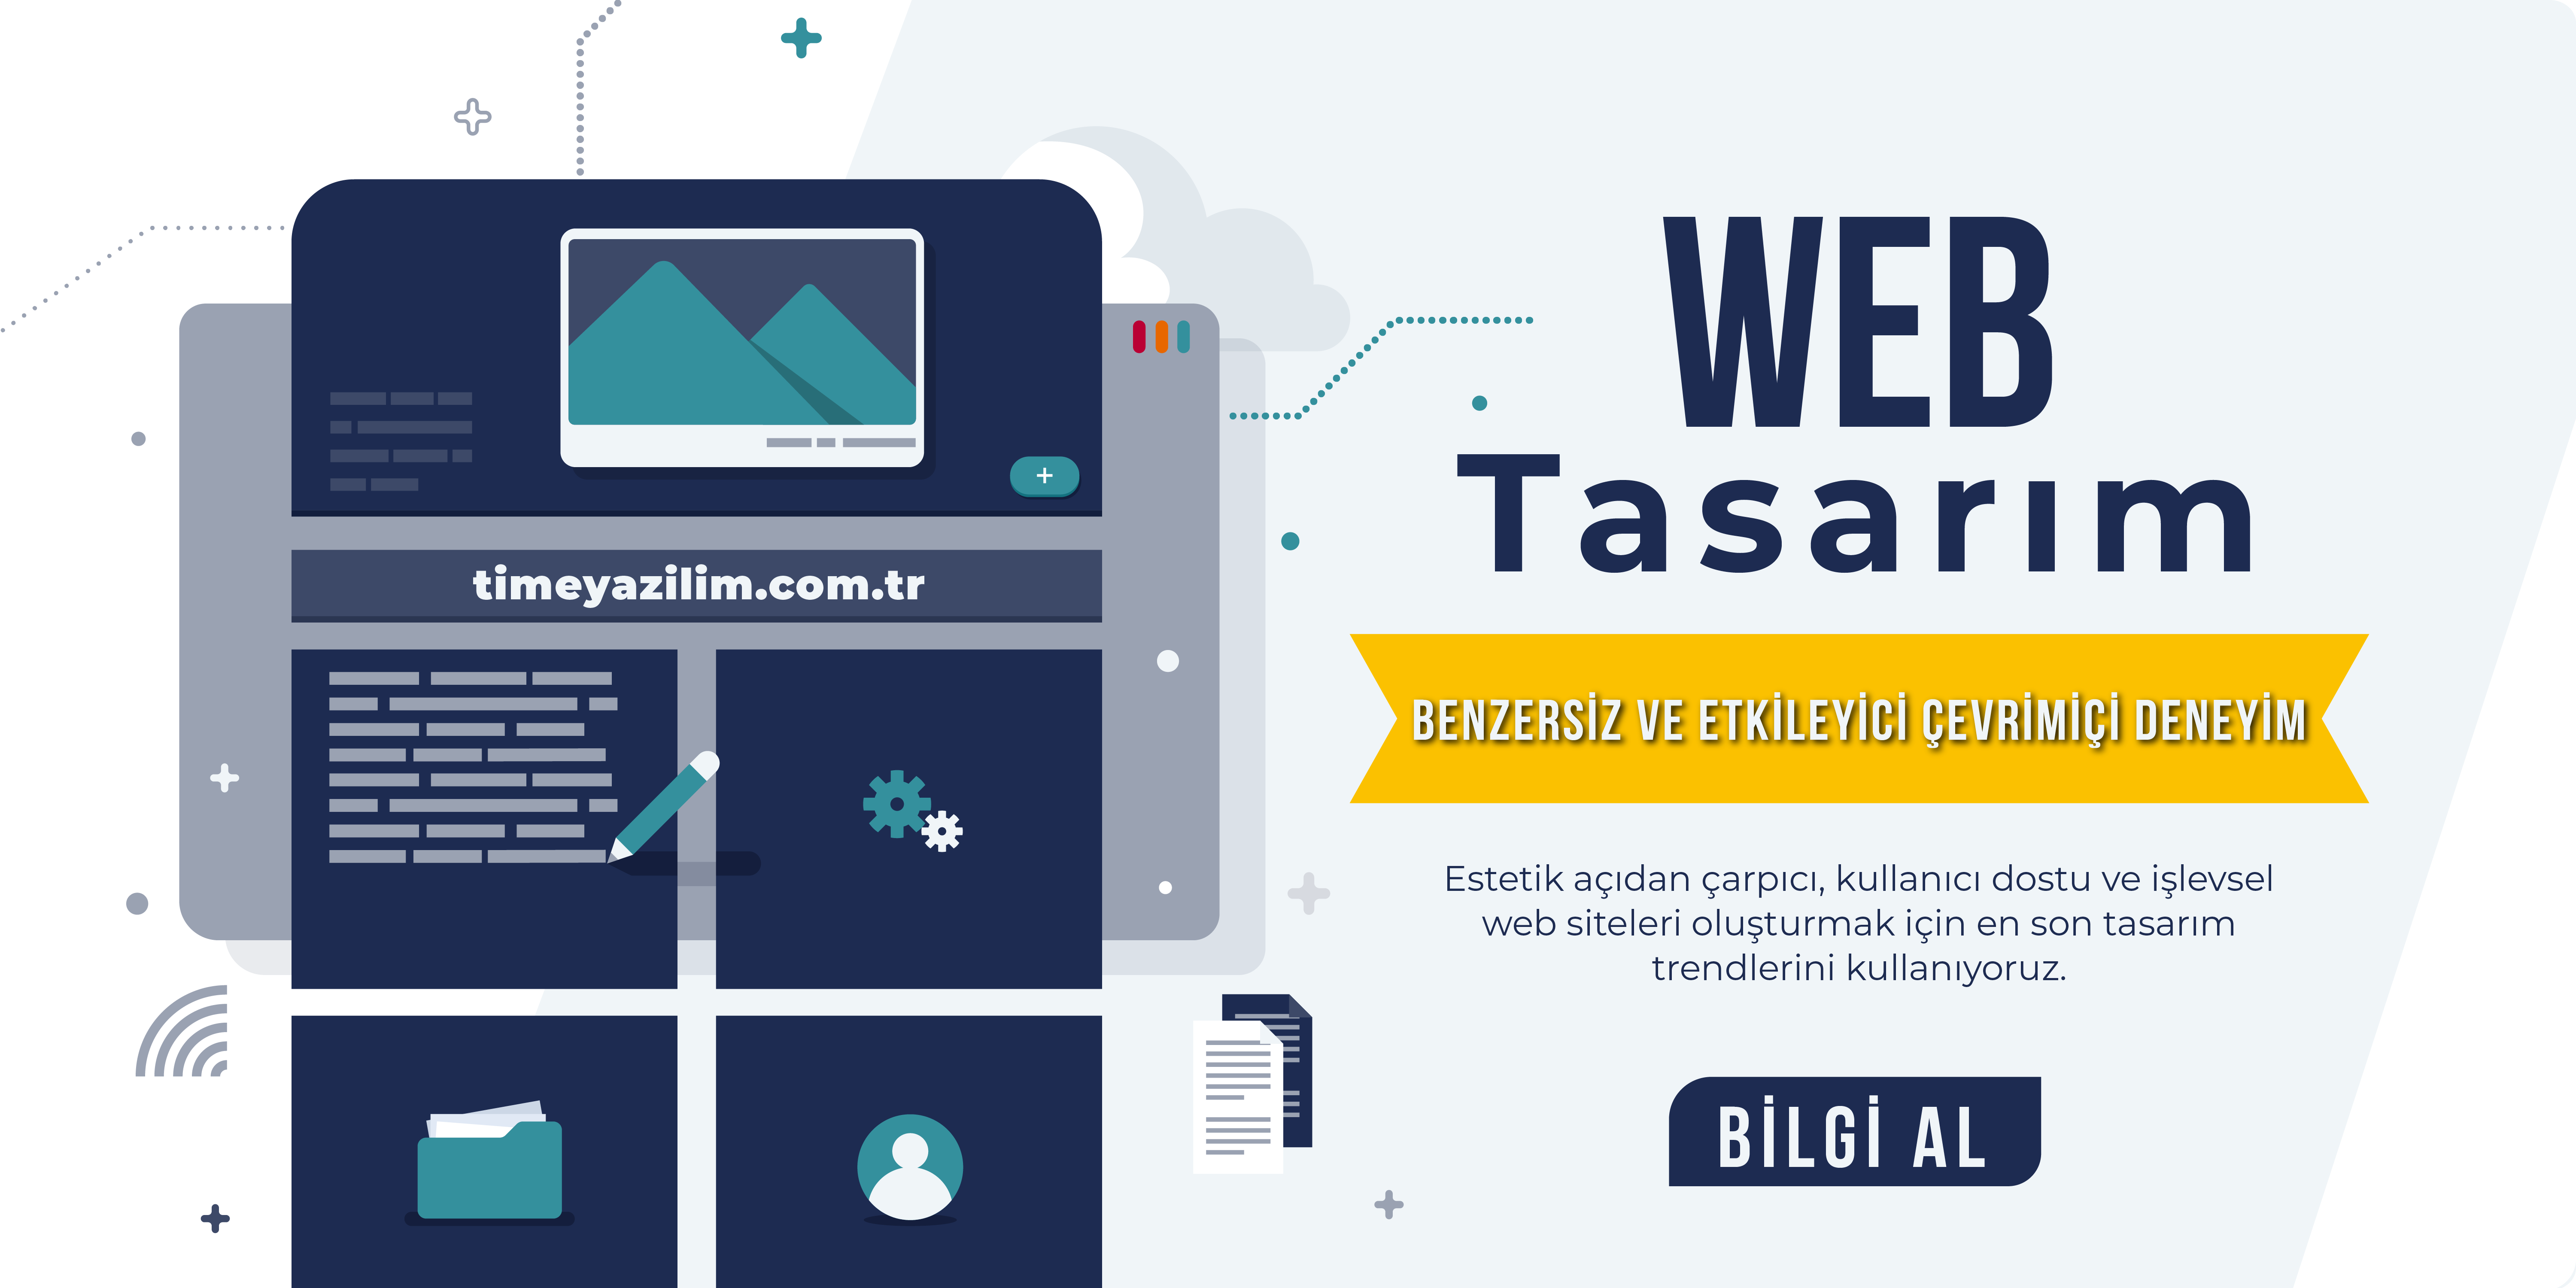 WEB
Tasarım
timeyazilim.com.tr
BENZERSİZ VE ETKİLEYİCİ ÇEVRİMİÇİ DENEYİM
Estetik açıdan çarpıcı, kullanıcı dostu ve işlevsel
web siteleri oluşturmak için en son tasarım
trendlerini kullanıyoruz.
BİLGİ AL